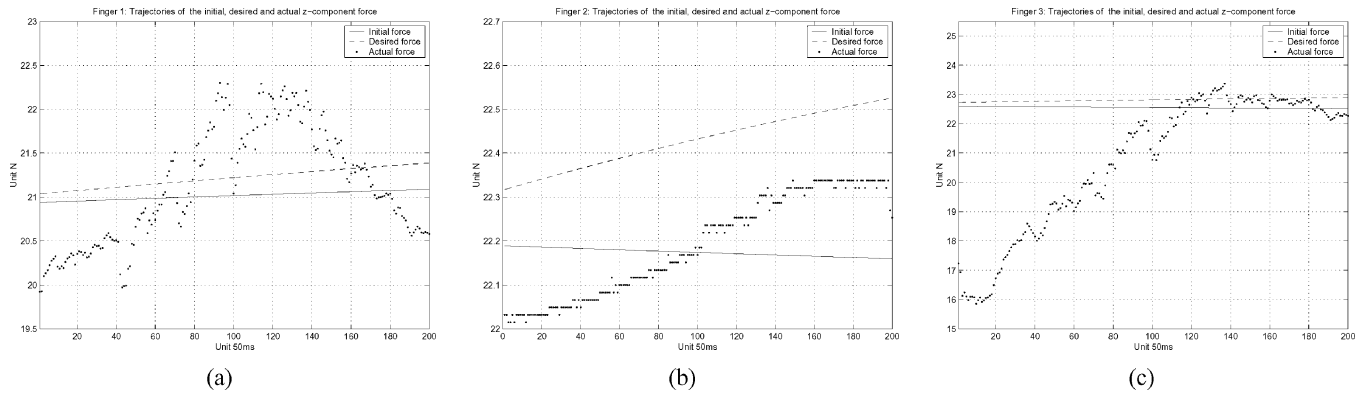 Finger 1: Trajectories of the initial, desired and actual z-component force
Initial force
Desired force
Actual force
Unit N
23
22.5
22
21.5
21
20.5
20
19.5
20 40 60 80 100 120 140 160 180 200
Unit 50ms
(a)
Finger 2: Trajectories of the initial, desired and actual z-component force
Initial force
Desired force
Actual force
Unit N
22.7
22.6
22.5
22.4
22.3
22.2
22.1
22
0 20 40 60 80 100 120 140 160 180 200
Unit 50ms
(b)
Finger 3: Trajectories of the initial, desired and actual z-component force
Initial force
Desired force
Actual force
Unit N
25
24
23
22
21
20
19
18
17
16
15
20 40 60 80 100 120 140 160 180 200
Unit 50ms
(c)